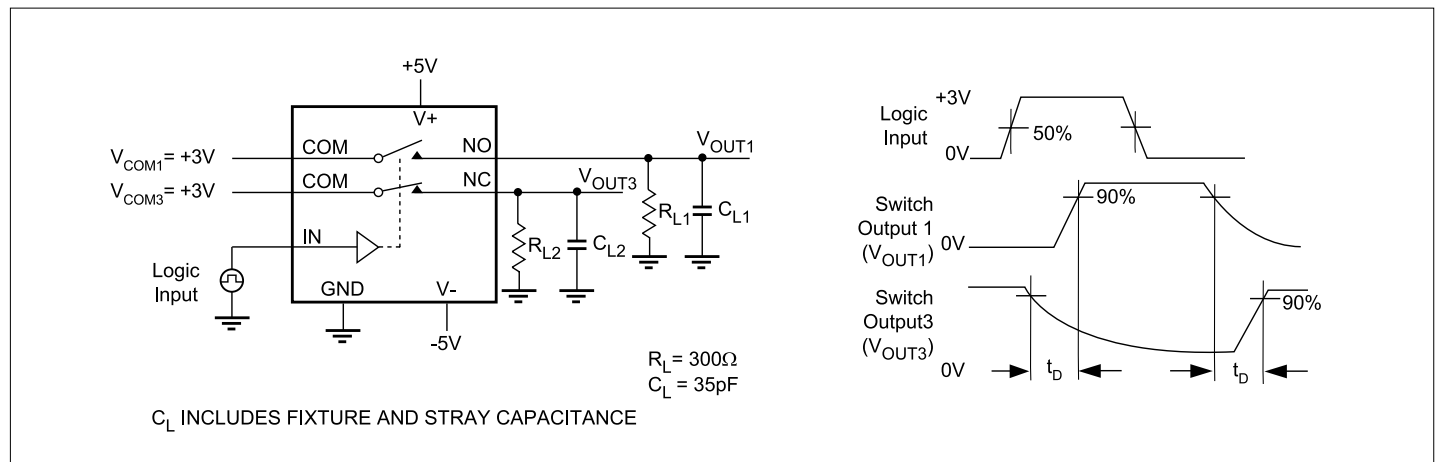 +5V
V+
COM
NO
V_OUT1
V_COM1= +3V
COM
NC
V_OUT3
V_COM3= +3V
R_L1
C_L1
IN
R_L2
C_L2
Logic
Input
GND
V-
-5V
R_L= 300Ω
C_L = 35pF
C_L INCLUDES FIXTURE AND STRAY CAPACITANCE
Logic
Input
+3V
50%
0V
Switch
Output 1
(V_OUT1)
90%
0V
Switch
Output3
(V_OUT3)
90%
0V
t_D
t_D